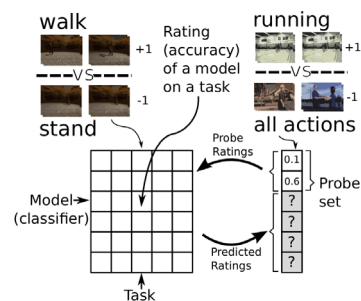 walk
+1
VS
-1
stand
Rating
(accuracy)
of a model
on a task
running
+1
VS
-1
all actions
Probe
Ratings
0.1
0.6
Probe
set
?
?
?
?
Model
(classifier)
Predicted
Ratings
Task